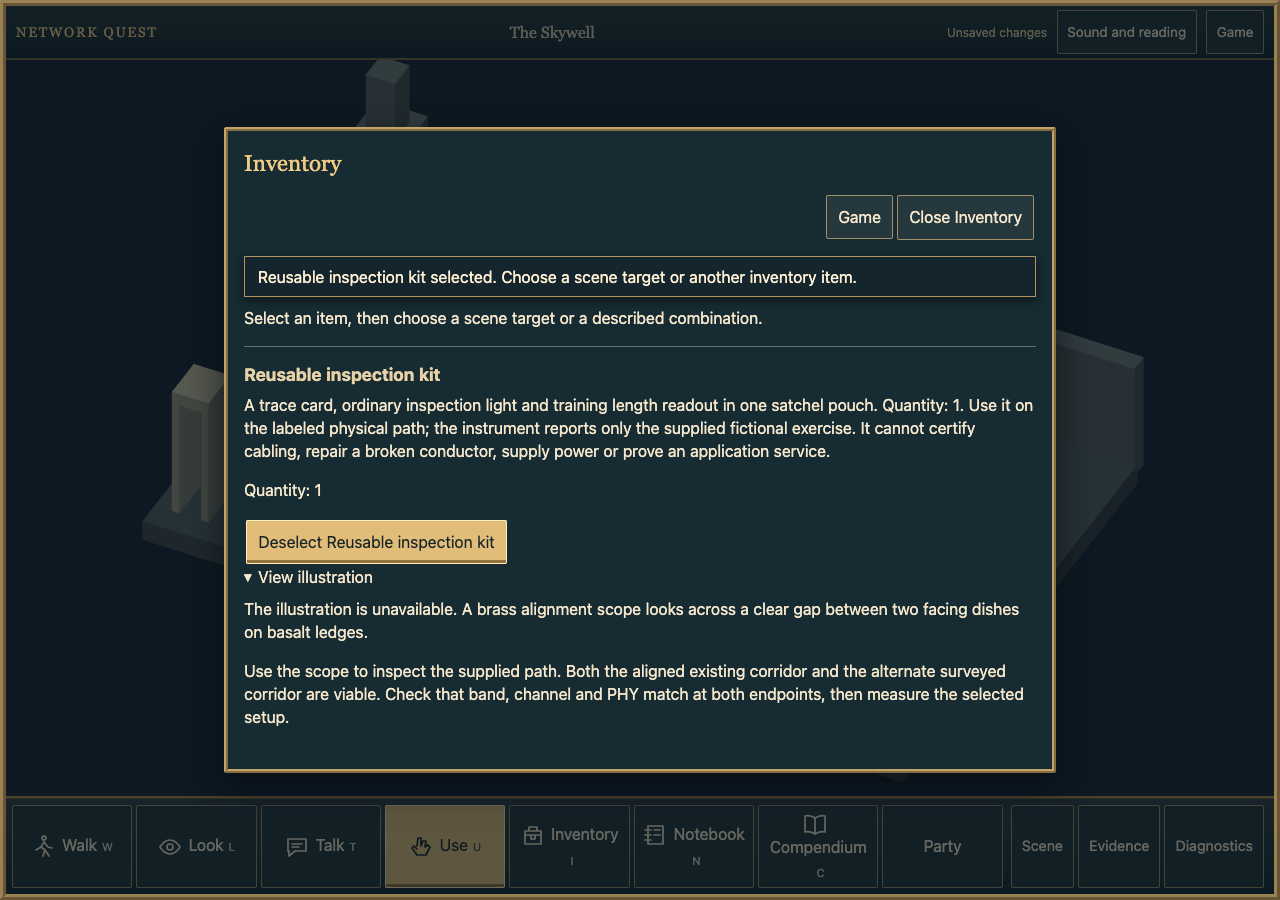 NETWORK QUEST
The Skywell
Unsaved changes
Sound and reading
Game
Inventory
Game
Close Inventory
Reusable inspection kit selected. Choose a scene target or another inventory item.
Select an item, then choose a scene target or a described combination.
Reusable inspection kit
A trace card, ordinary inspection light and training length readout in one satchel pouch. Quantity: 1. Use it on
the labeled physical path; the instrument reports only the supplied fictional exercise. It cannot certify
cabling, repair a broken conductor, supply power or prove an application service.
Quantity: 1
Deselect Reusable inspection kit
▼ View illustration
The illustration is unavailable. A brass alignment scope looks across a clear gap between two facing dishes
on basalt ledges.
Use the scope to inspect the supplied path. Both the aligned existing corridor and the alternate surveyed
corridor are viable. Check that band, channel and PHY match at both endpoints, then measure the selected
setup.
Walk W
Look L
Talk T
Use U
Inventory
I
Notebook
N
Compendium
C
Party
Scene
Evidence
Diagnostics